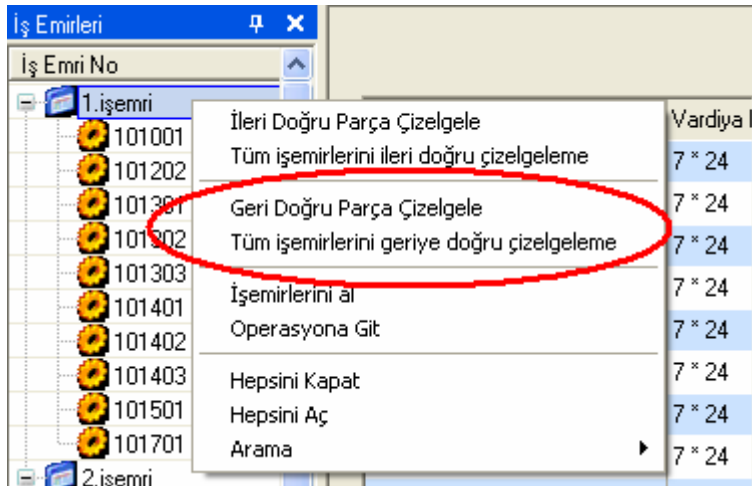 İş Emirleri
İş Emri No
1.işemri
101001
101202
101301
101302
101303
101401
101402
101403
101501
101701
2.işemri
İleri Doğru Parça Çizelgele
Tüm işemirlerini ileri doğru çizelgeleme
Geri Doğru Parça Çizelgele
Tüm işemirlerini geriye doğru çizelgeleme
İşemirlerini al
Operasyona Git
Hepsini Kapat
Hepsini Aç
Arama
Vardiya
7 * 24
7 * 24
7 * 24
7 * 24
7 * 24
7 * 24
7 * 24
7 * 24